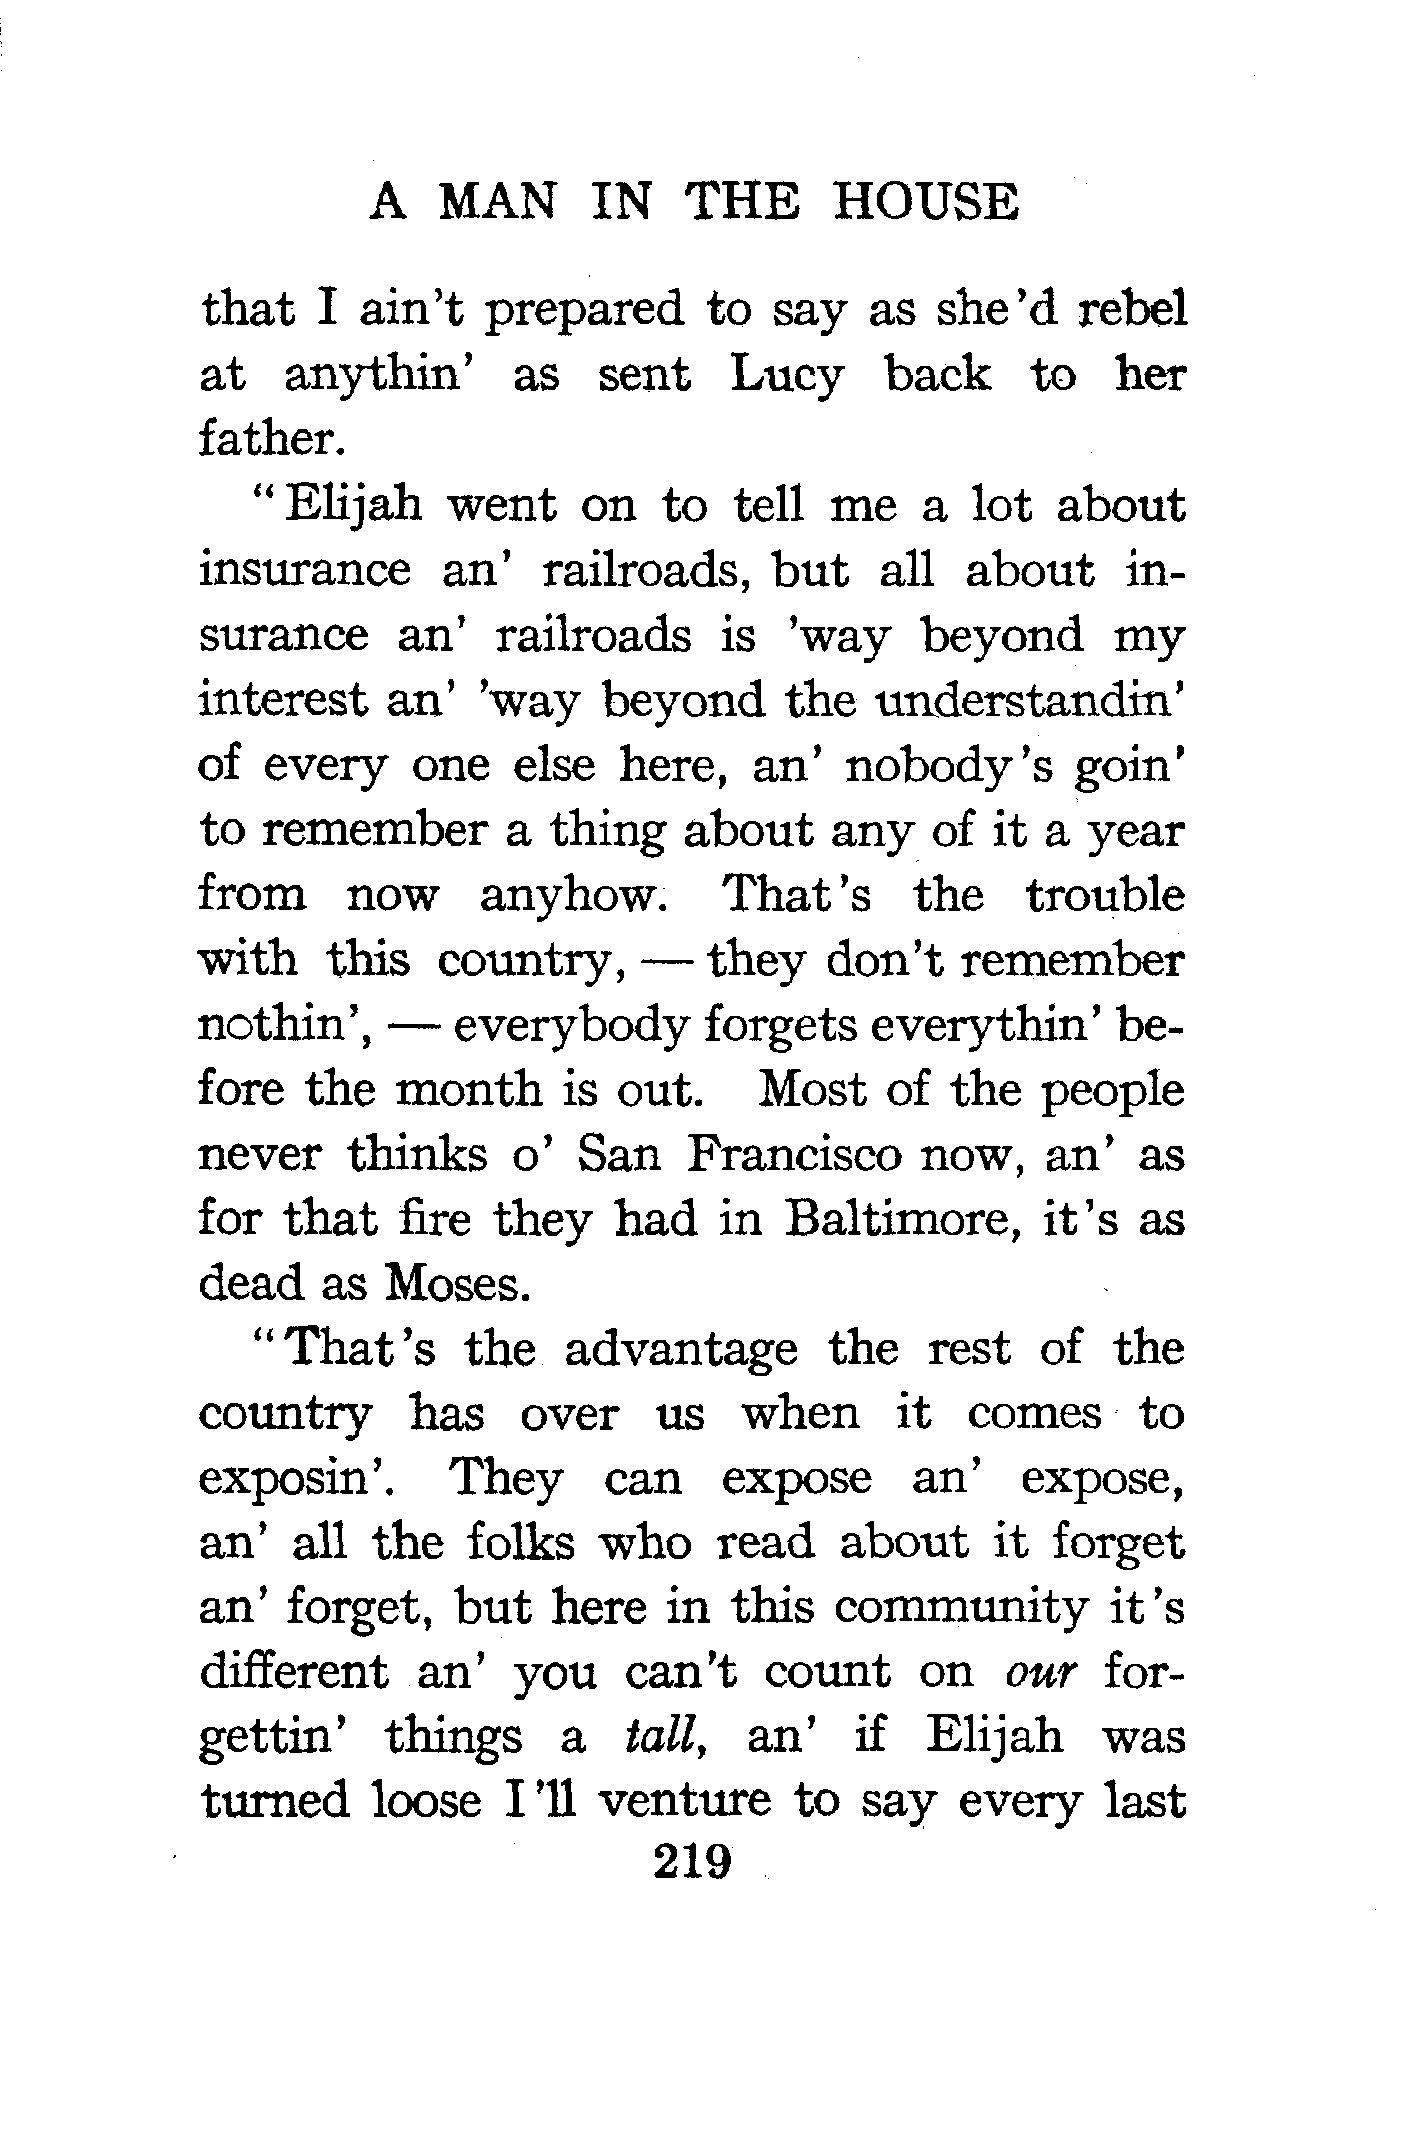 A MAN IN THE HOUSE
that I ain't prepared to say as she'd rebel
at anythin' as sent Lucy back to her
father.
"Elijah went on to tell me a lot about
insurance an' railroads, but all about in-
surance an' railroads is 'way beyond my
interest an' 'way beyond the understandin'
of every one else here, an' nobody's goin'
to remember a thing about any of it a year
from now anyhow. That's the trouble
with this country, — they don't remember
nothin', — everybody forgets everythin' be-
fore the month is out. Most of the people
never thinks o' San Francisco now, an' as
for that fire they had in Baltimore, it's as
dead as Moses.
"That's the advantage the rest of the
country has over us when it comes to
exposin'. They can expose an' expose,
an' all the folks who read about it forget
an' forget, but here in this community it's
different an' you can't count on our for-
gettin' things a tall, an' if Elijah was
turned loose I'll venture to say every last
219